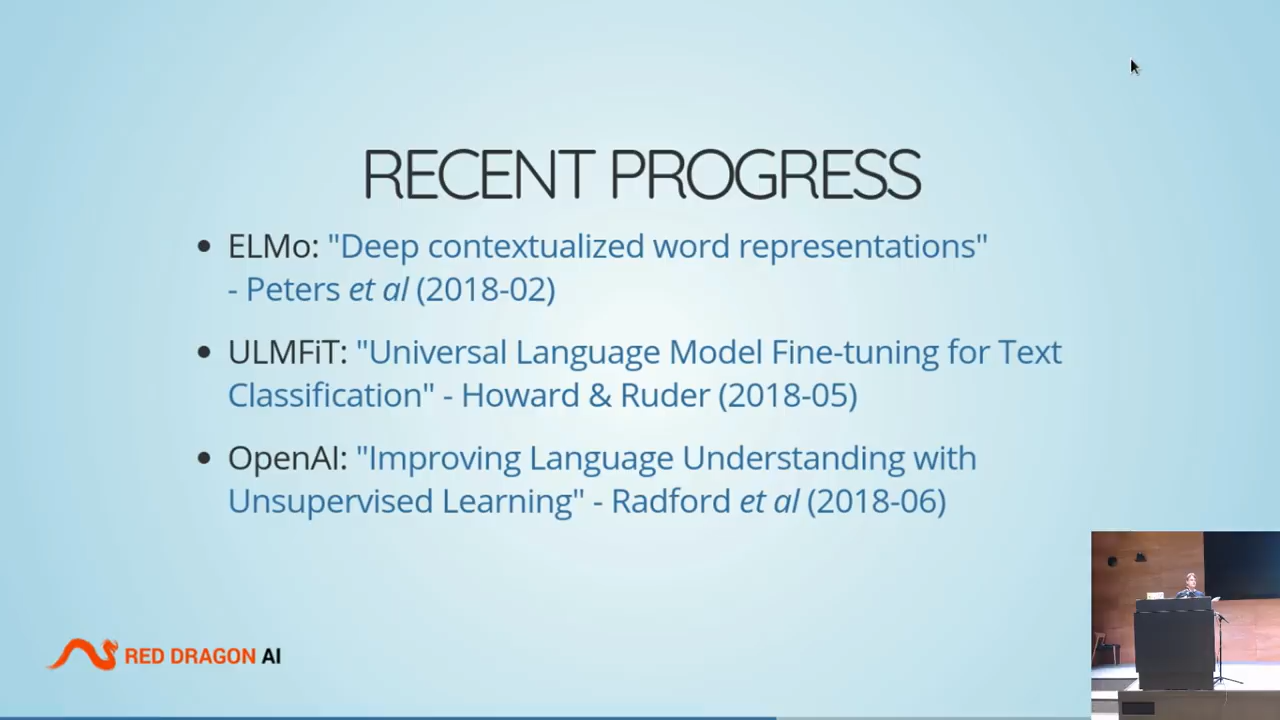 RECENT PROGRESS
• ELMo: "Deep contextualized word representations"
- Peters et al (2018-02)
• ULMFiT: "Universal Language Model Fine-tuning for Text
Classification" - Howard & Ruder (2018-05)
• OpenAI: "Improving Language Understanding with
Unsupervised Learning" - Radford et al (2018-06)
RED DRAGON AI